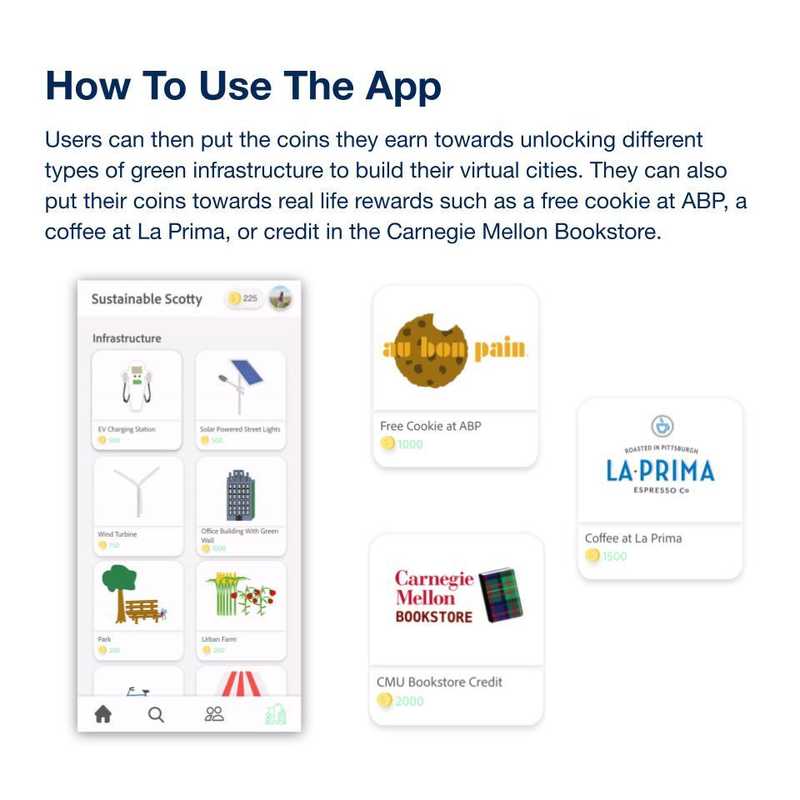 How To Use The App
Users can then put the coins they earn towards unlocking different
types of green infrastructure to build their virtual cities. They can also
put their coins towards real life rewards such as a free cookie at ABP, a
coffee at La Prima, or credit in the Carnegie Mellon Bookstore.
Sustainable Scotty
225
Infrastructure
EV Charging Station
Solar Powered Street Lights
500
Wind Turbine
750
Office Building With Green
Wall
1000
Park
Urban Farm
au bon pain.
Free Cookie at ABP
1000
ROASTED IN PITTSBURGH
LA·PRIMA
ESPRESSO Co
Coffee at La Prima
1500
Carnegie
Mellon
BOOKSTORE
CMU Bookstore Credit
2000